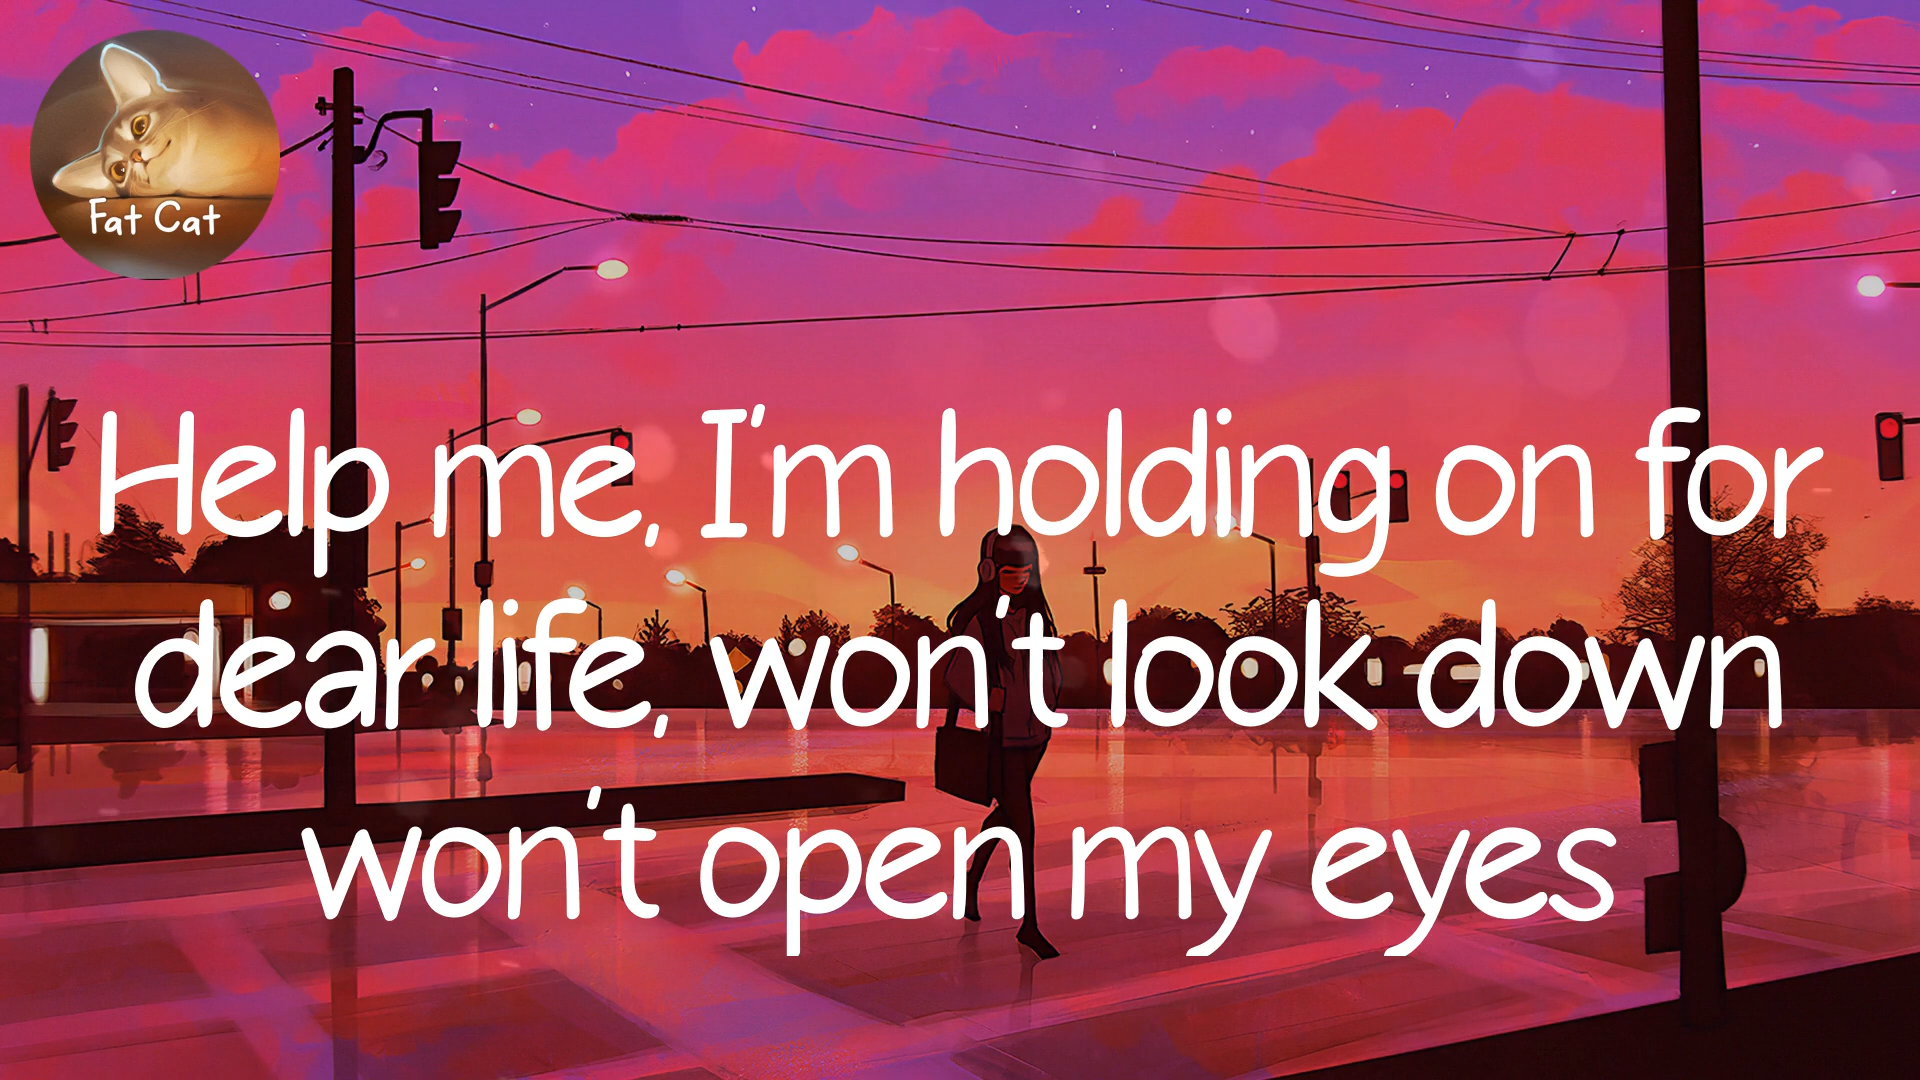 Fat Cat
Help me, I'm holding on for
dear life, won't look down
won't open my eyes